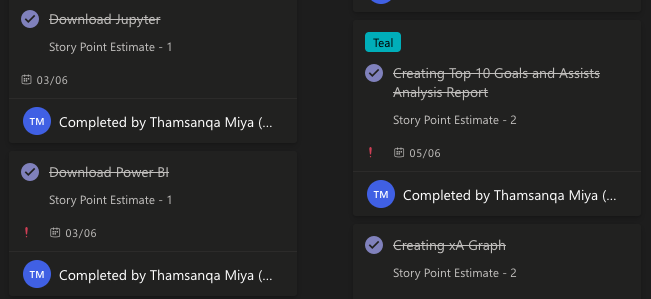 Download Jupyter
Story Point Estimate - 1
03/06
TM Completed by Thamsanqa Miya (...
Download Power BI
Story Point Estimate - 1
! 03/06
TM Completed by Thamsanqa Miya (...
Teal
Creating Top 10 Goals and Assists
Analysis Report
Story Point Estimate - 2
! 05/06
TM Completed by Thamsanqa Miya (...
Creating xA Graph
Story Point Estimate - 2